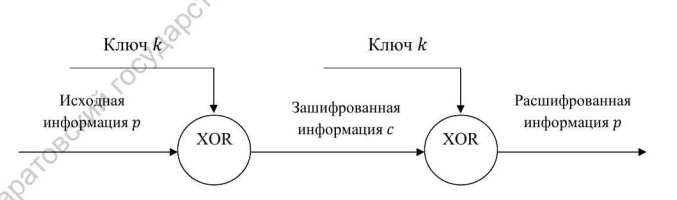 Ключ k
Ключ k
Исходная
информация p
XOR
Зашифрованная
информация c
XOR
Расшифрованная
информация p